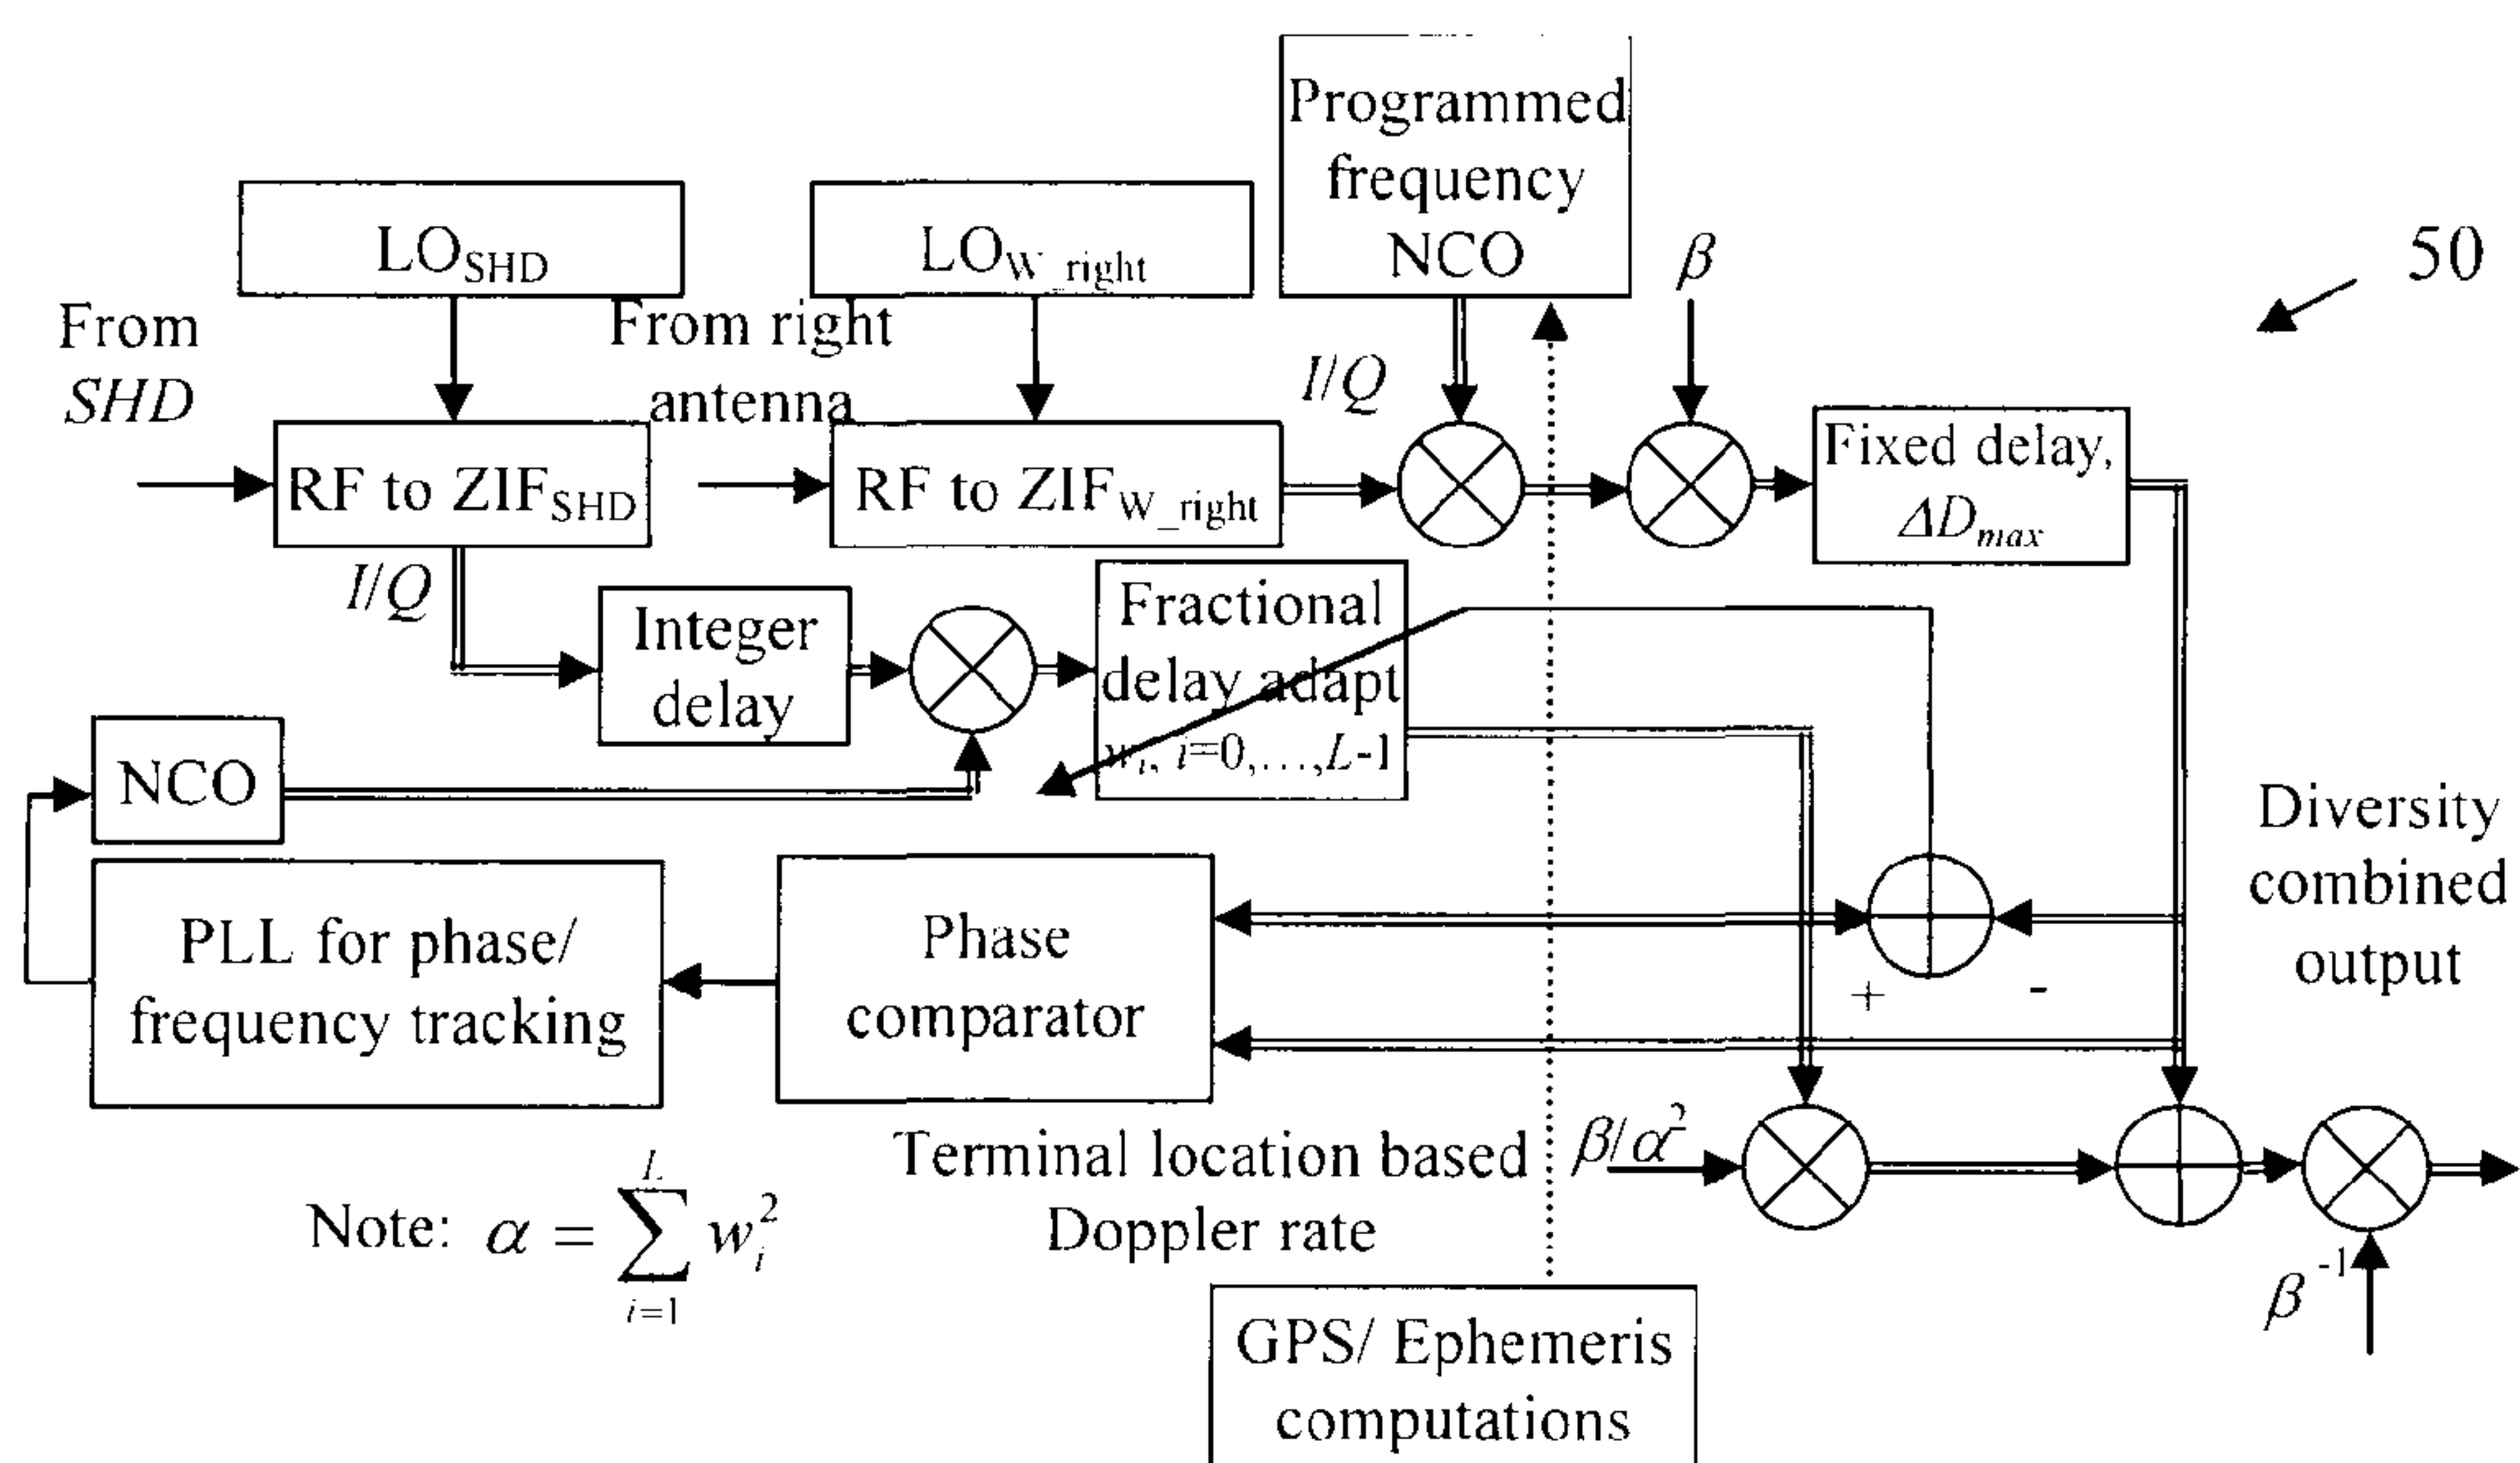 Programmed
frequency
NCO
LO_SHD
LO_W_right
β
50
From
SHD
From right
antenna
I/Q
RF to ZIF_SHD
RF to ZIF_W_right
Fixed delay,
ΔD_max
I/Q
Integer
delay
Fractional
delay adapt
w_i, i=0,...,L-1
NCO
Diversity
combined
output
PLL for phase/
frequency tracking
Phase
comparator
+
-
Terminal location based
Doppler rate
β/α²
Note: α = ∑_{i=1}^{L} w_i²
β⁻¹
GPS/ Ephemeris
computations